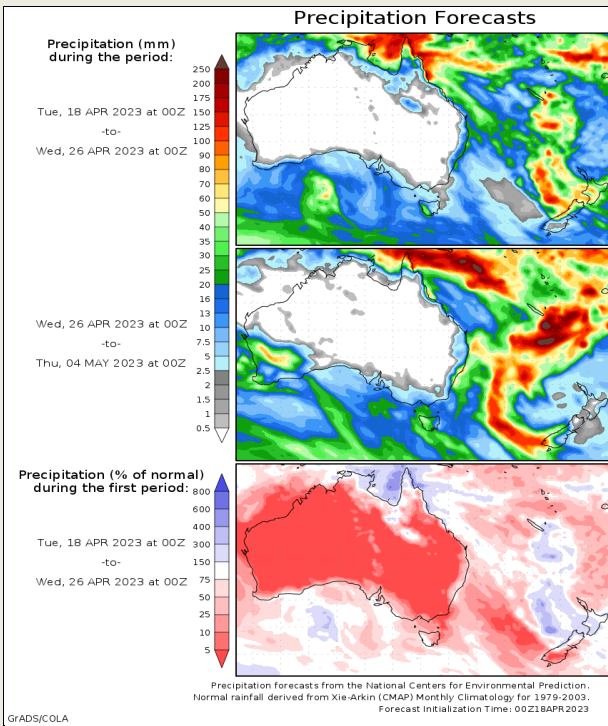 Precipitation Forecasts
Precipitation (mm)
during the period:
Tue, 18 APR 2023 at 00Z
-to-
Wed, 26 APR 2023 at 00Z
250
200
175
150
125
100
90
80
70
60
50
40
35
30
25
20
16
13
10
7.5
5
2.5
2
1.5
1
0.5
Wed, 26 APR 2023 at 00Z
-to-
Thu, 04 MAY 2023 at 00Z
Precipitation (% of normal)
during the first period:
Tue, 18 APR 2023 at 00Z
-to-
Wed, 26 APR 2023 at 00Z
800
600
400
300
150
75
50
25
10
5
Precipitation forecasts from the National Centers for Environmental Prediction.
Normal rainfall derived from Xie-Arkin (CMAP) Monthly Climatology for 1979-2003.
Forecast Initialization Time: 00Z18APR2023
GrADS/COLA